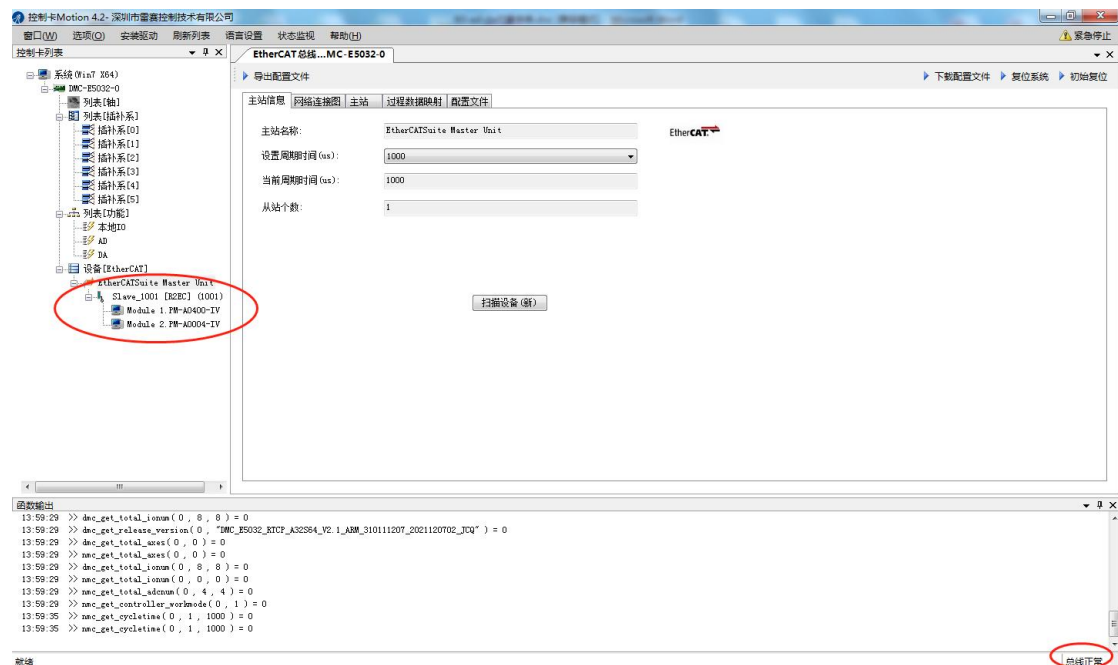 控制卡Motion 4.2- 深圳市雷赛控制技术有限公司
窗口(W) 选项(O) 安装驱动 刷新列表 语言设置 状态监视 帮助(H) 紧急停止
控制卡列表
EtherCAT总线...MC-E5032-0
系统(Win7 X64)
DMC-E5032-0
列表[轴]
列表[插补系]
插补系[0]
插补系[1]
插补系[2]
插补系[3]
插补系[4]
插补系[5]
列表[功能]
本地IO
AD
DA
设备[EtherCAT]
EtherCATSuite Master Unit
Slave_1001 [R2EC] (1001)
Module 1.PM-A0400-IV
Module 2.PM-A0004-IV
导出配置文件 下载配置文件 复位系统 初始复位
主站信息 网络连接图 主站 过程数据映射 配置文件
主站名称: EtherCATSuite Master Unit
EtherCAT
设置周期时间(us): 1000
当前周期时间(us): 1000
从站个数: 1
扫描设备(新)
函数输出
13:59:29 >> dmc_get_total_ionum( 0 , 8 , 8 ) = 0
13:59:29 >> dmc_get_release_version( 0 , "DMC_E5032_RTCP_A32S64_V2.1_ARM_310111207_2021120702_JCQ" ) = 0
13:59:29 >> dmc_get_total_axes( 0 , 0 ) = 0
13:59:29 >> nmc_get_total_axes( 0 , 0 ) = 0
13:59:29 >> dmc_get_total_ionum( 0 , 8 , 8 ) = 0
13:59:29 >> nmc_get_total_ionum( 0 , 0 , 0 ) = 0
13:59:29 >> nmc_get_total_adcnum( 0 , 4 , 4 ) = 0
13:59:29 >> nmc_get_controller_workmode( 0 , 1 ) = 0
13:59:35 >> nmc_get_cycletime( 0 , 1 , 1000 ) = 0
13:59:35 >> nmc_get_cycletime( 0 , 1 , 1000 ) = 0
就绪 总线正常